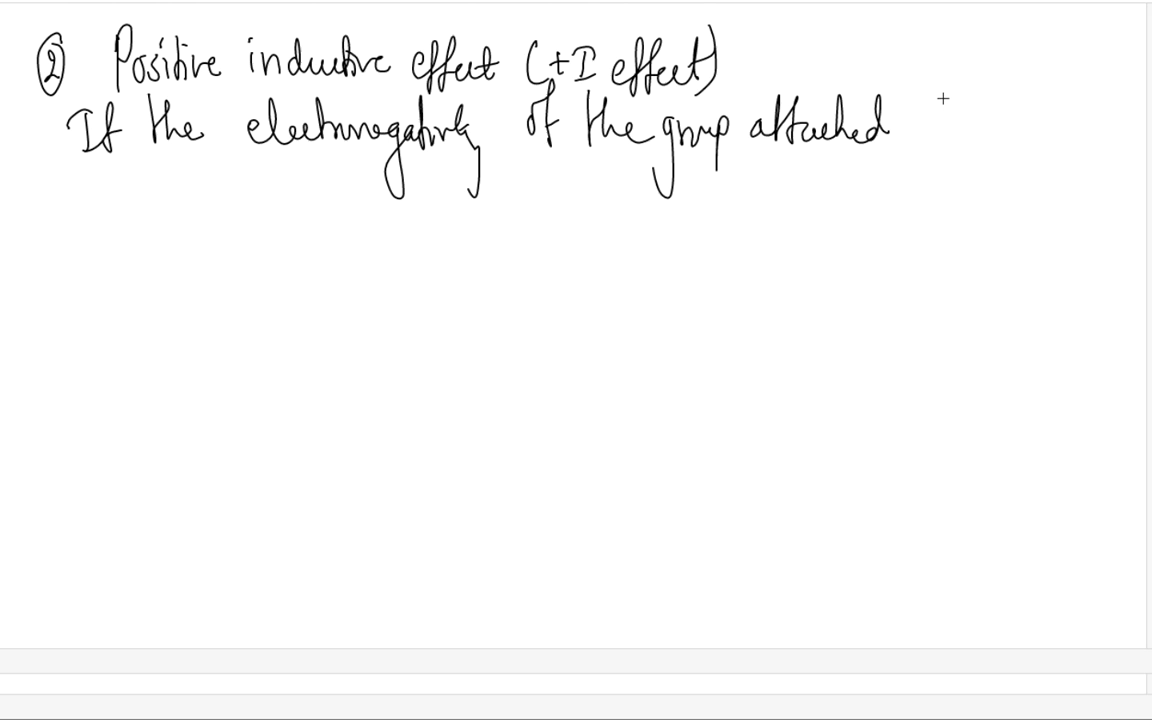 ② Positive inductive effect (+I effect)
If the electronegativity of the group attached